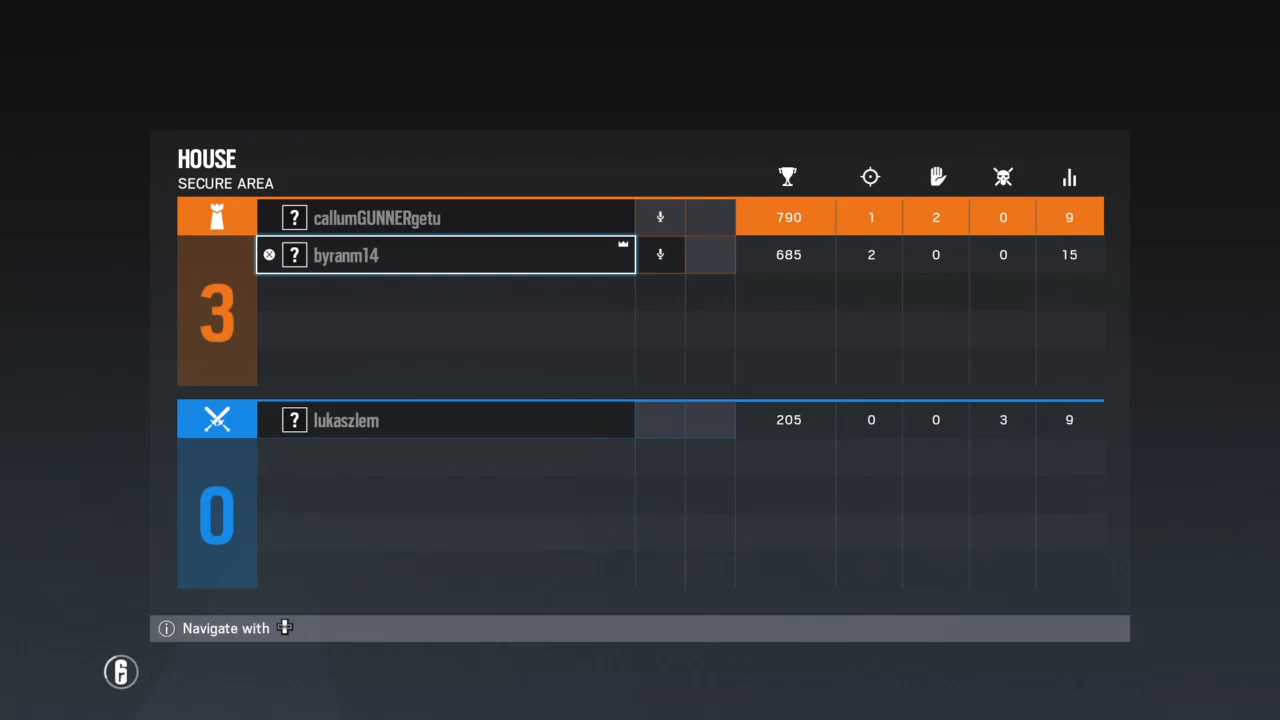 HOUSE
SECURE AREA
? callumGUNNERgetu 790 1 2 0 9
? byranm14 685 2 0 0 15
3
? lukaszlem 205 0 0 3 9
0
Navigate with
6